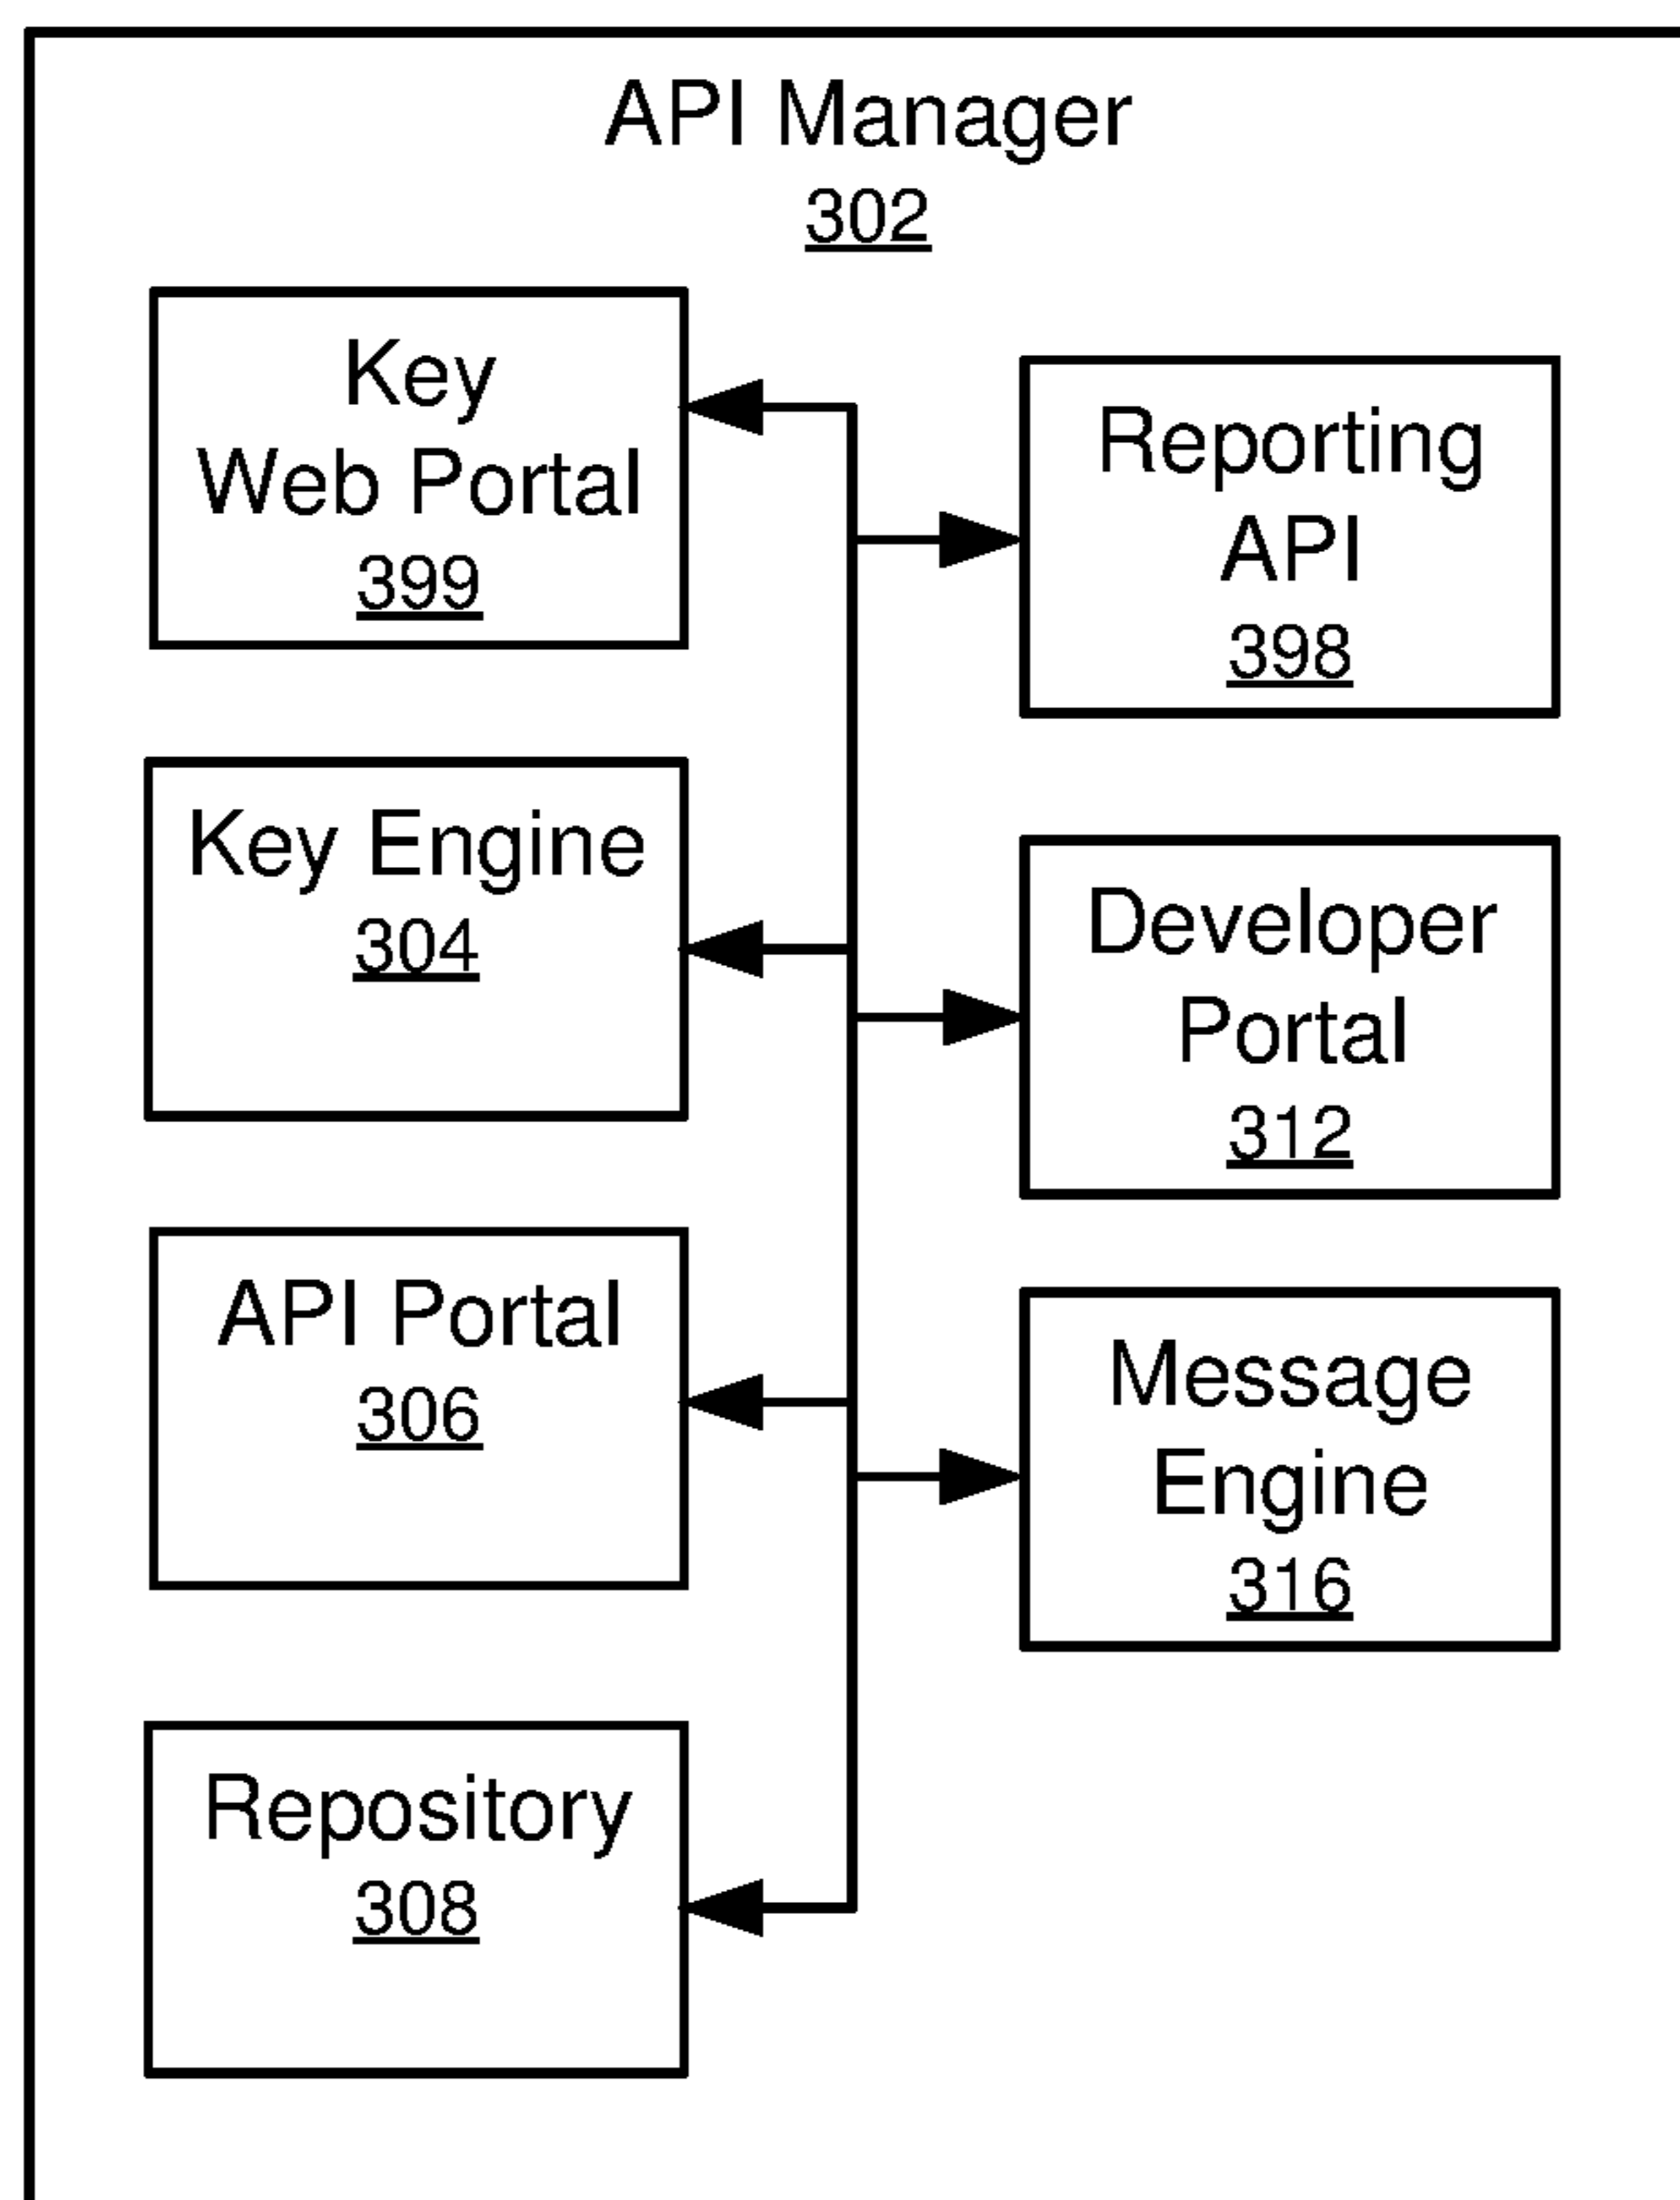 API Manager
302
Key
Web Portal
399
Key Engine
304
API Portal
306
Repository
308
Reporting
API
398
Developer
Portal
312
Message
Engine
316